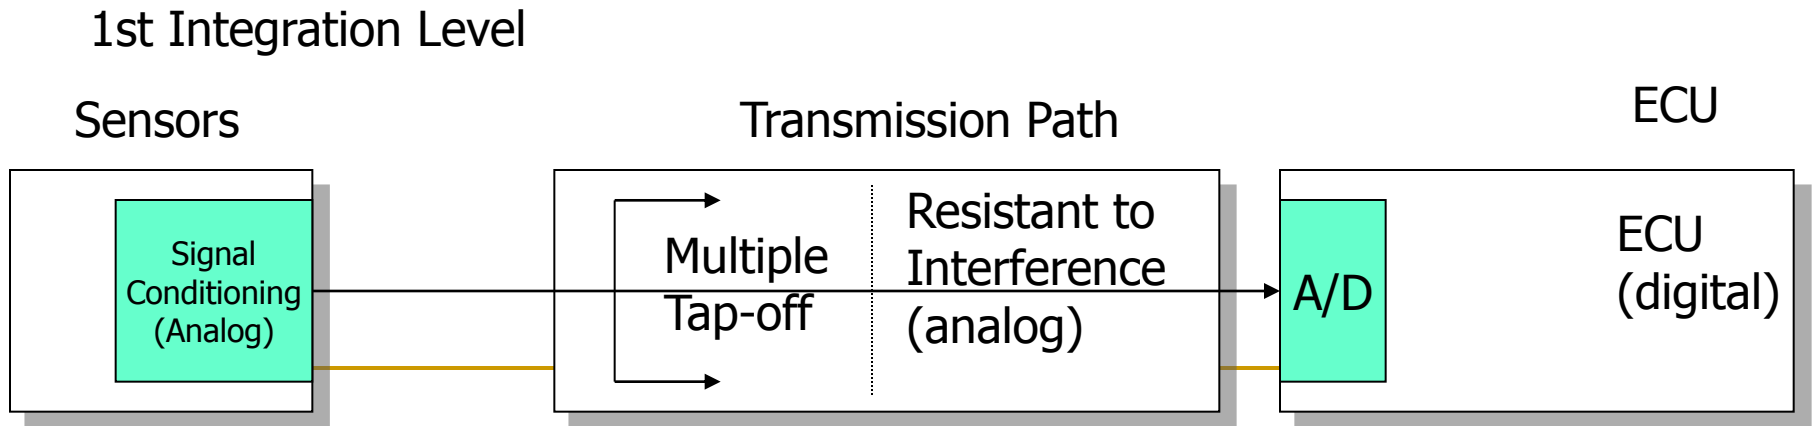 1st Integration Level
Sensors
Transmission Path
ECU
Signal
Conditioning
(Analog)
Multiple
Tap-off
Resistant to
Interference
(analog)
A/D
ECU
(digital)